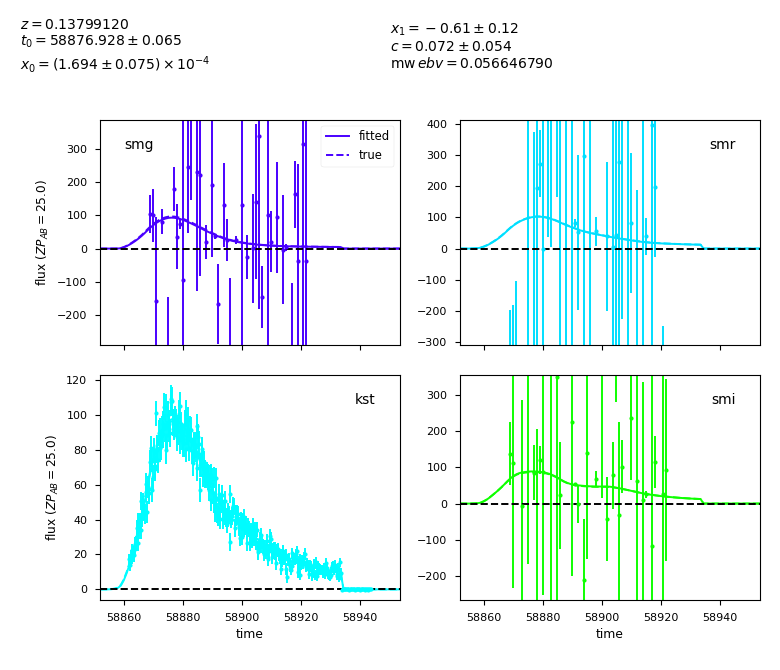 z = 0.13799120
t₀ = 58876.928 ± 0.065
x₀ = (1.694 ± 0.075) × 10⁻⁴
x₁ = −0.61 ± 0.12
c = 0.072 ± 0.054
mw ebv = 0.056646790
smg
fitted
true
300
200
100
0
−100
−200
flux (ZP_AB = 25.0)
smr
400
300
200
100
0
−100
−200
−300
kst
120
100
80
60
40
20
0
flux (ZP_AB = 25.0)
58860 58880 58900 58920 58940
time
smi
300
200
100
0
−100
−200
58860 58880 58900 58920 58940
time